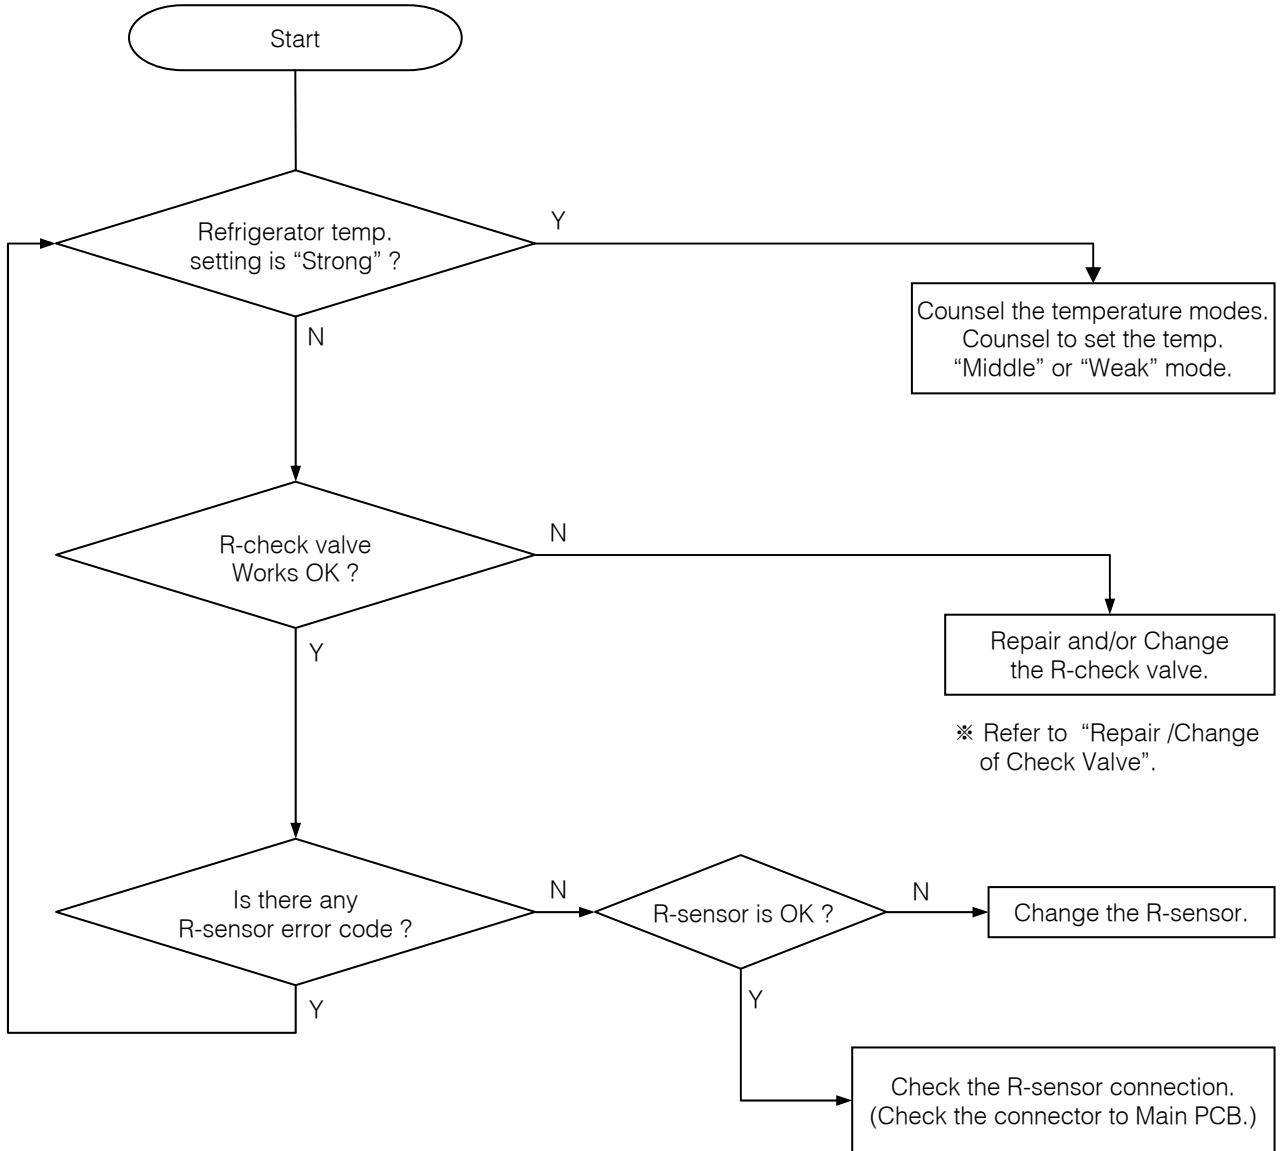 Start
Refrigerator temp.
setting is “Strong” ?
Y
Counsel the temperature modes.
Counsel to set the temp.
“Middle” or “Weak” mode.
N
R-check valve
Works OK ?
N
Repair and/or Change
the R-check valve.
※ Refer to “Repair /Change
of Check Valve”.
Y
Is there any
R-sensor error code ?
N
R-sensor is OK ?
N
Change the R-sensor.
Y
Y
Check the R-sensor connection.
(Check the connector to Main PCB.)